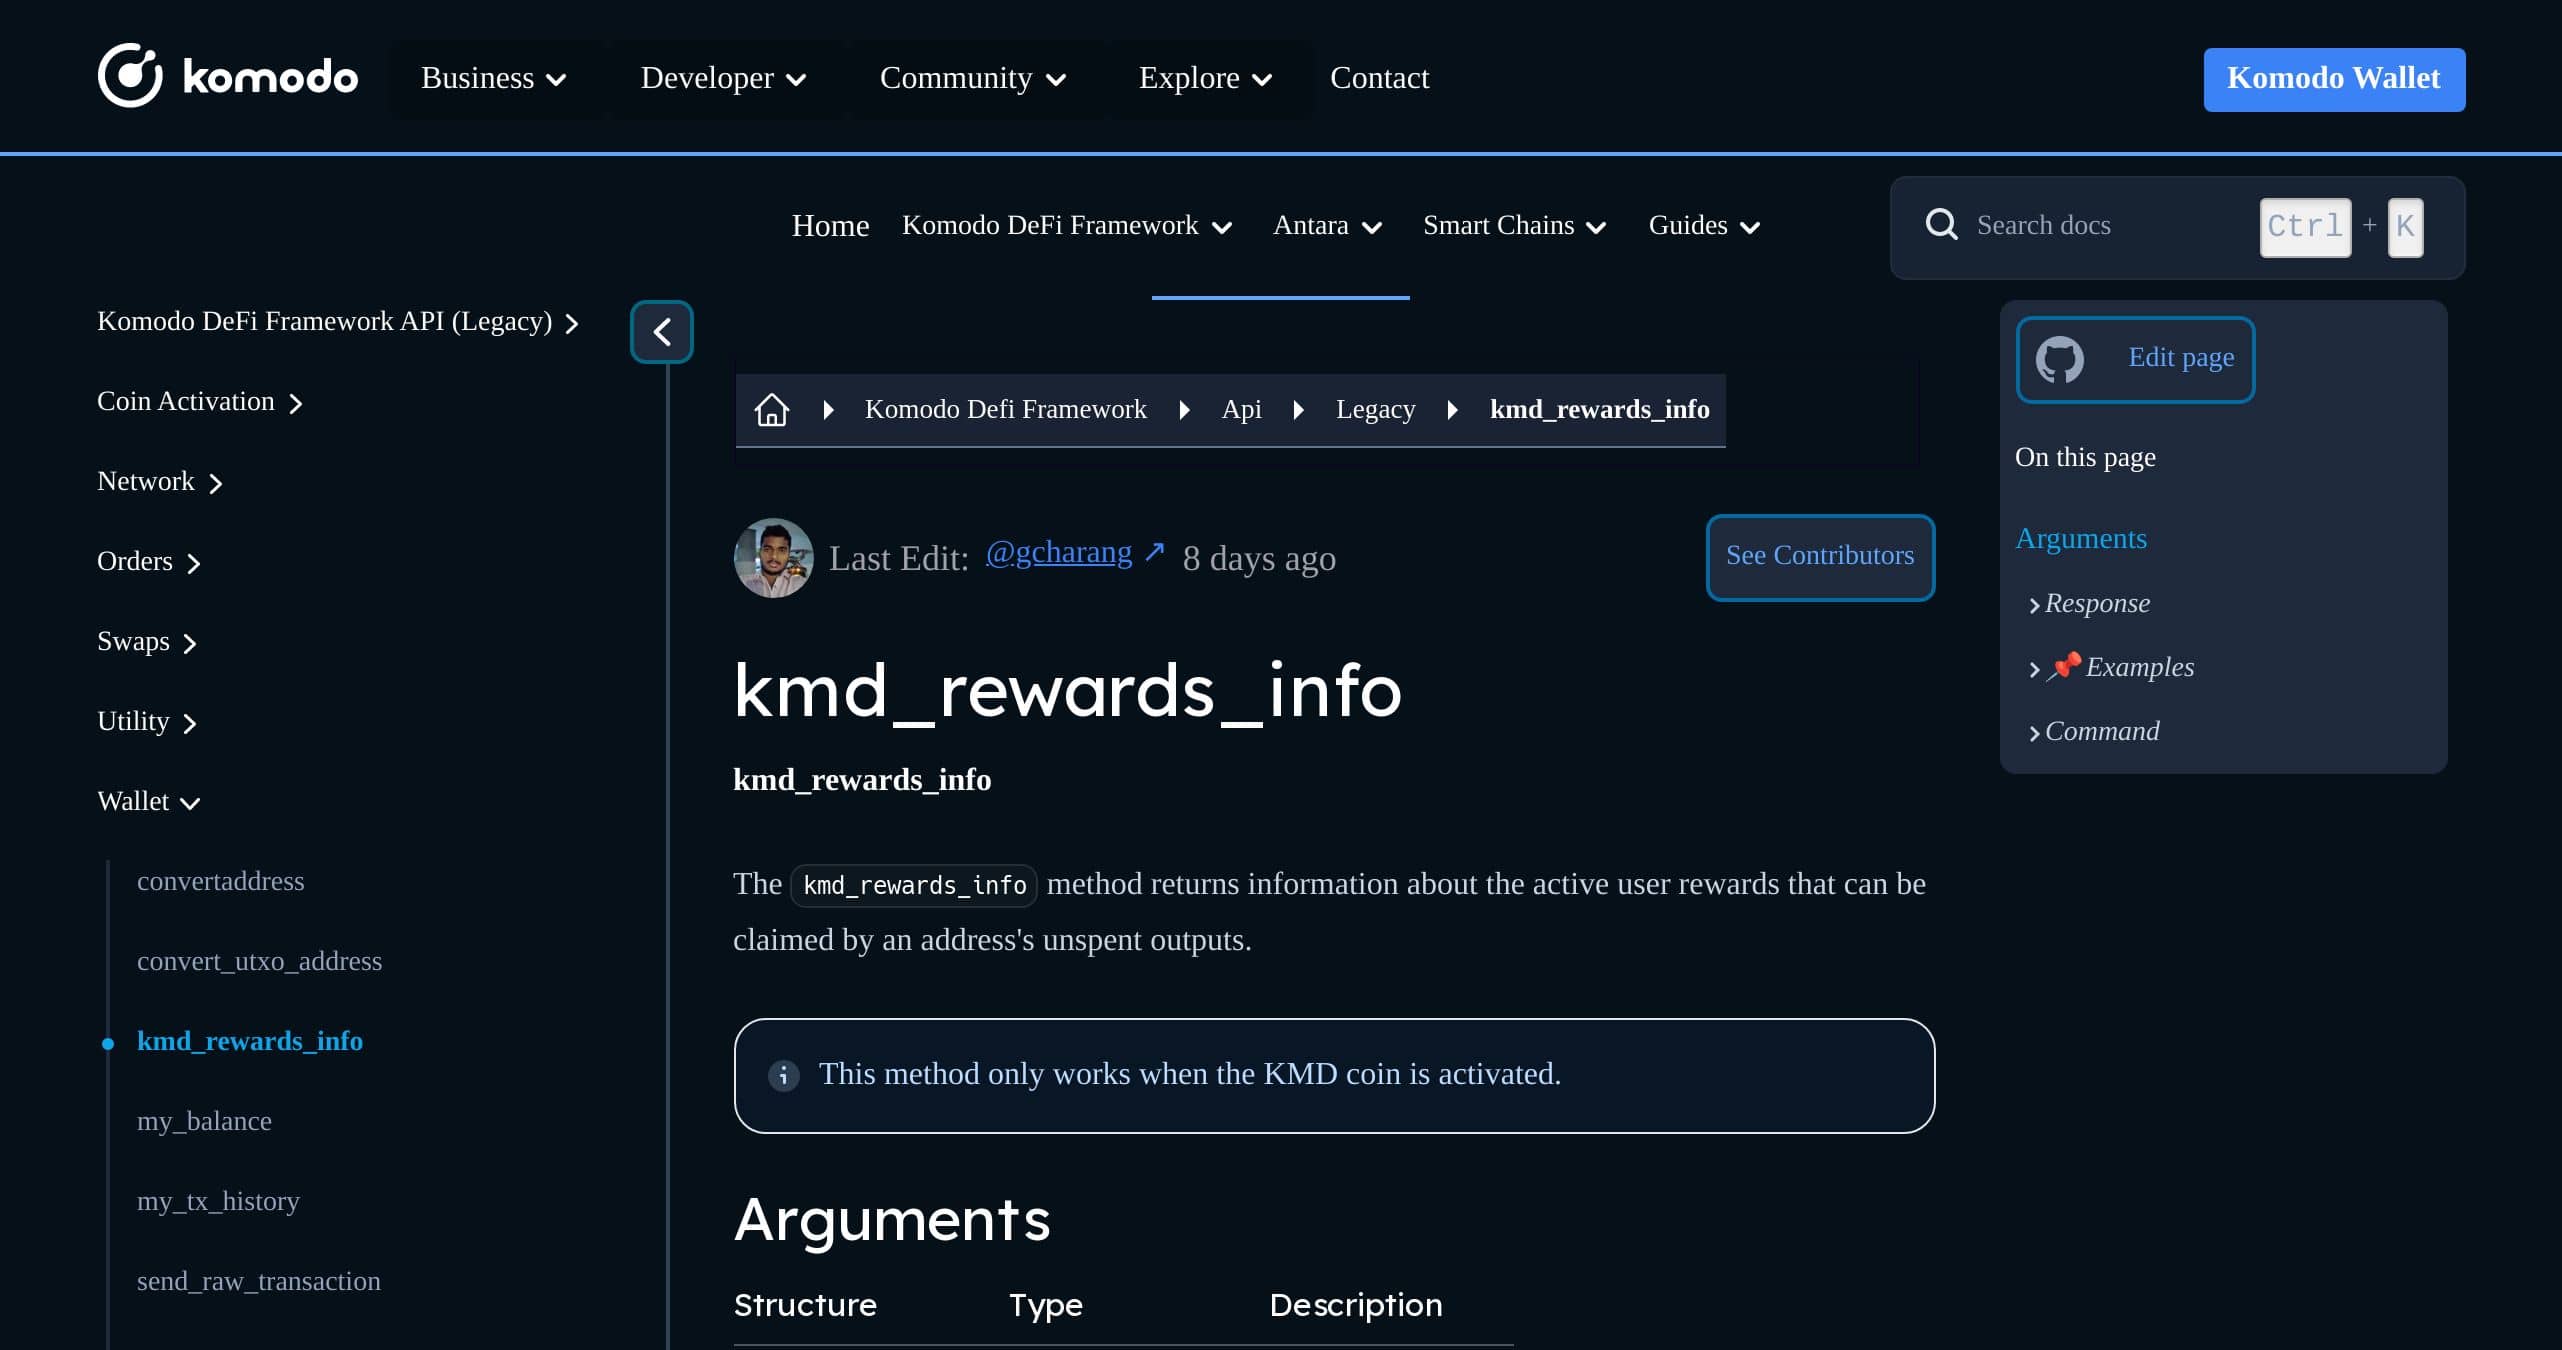 komodo
Business
Developer
Community
Explore
Contact
Komodo Wallet
Home
Komodo DeFi Framework
Antara
Smart Chains
Guides
Search docs
Ctrl + K
Komodo DeFi Framework API (Legacy)
Coin Activation
Network
Orders
Swaps
Utility
Wallet
convertaddress
convert_utxo_address
kmd_rewards_info
my_balance
my_tx_history
send_raw_transaction
Komodo Defi Framework
Api
Legacy
kmd_rewards_info
Last Edit: @gcharang ↗ 8 days ago
See Contributors
kmd_rewards_info
kmd_rewards_info
The kmd_rewards_info method returns information about the active user rewards that can be
claimed by an address's unspent outputs.
This method only works when the KMD coin is activated.
Arguments
Structure Type Description
Edit page
On this page
Arguments
Response
📌 Examples
Command